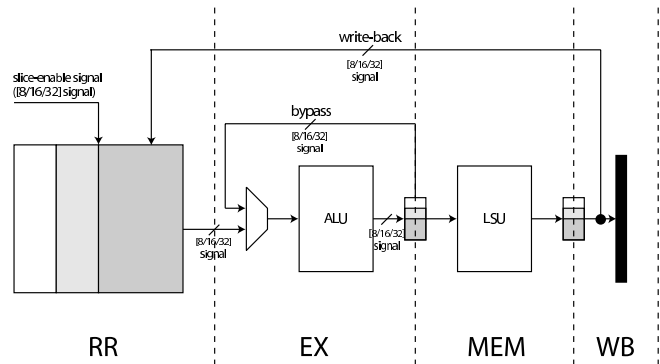 write-back
[8/16/32]
signal
slice-enable signal
([8/16/32] signal)
bypass
[8/16/32]
signal
ALU
LSU
[8/16/32]
signal
[8/16/32]
signal
RR
EX
MEM
WB